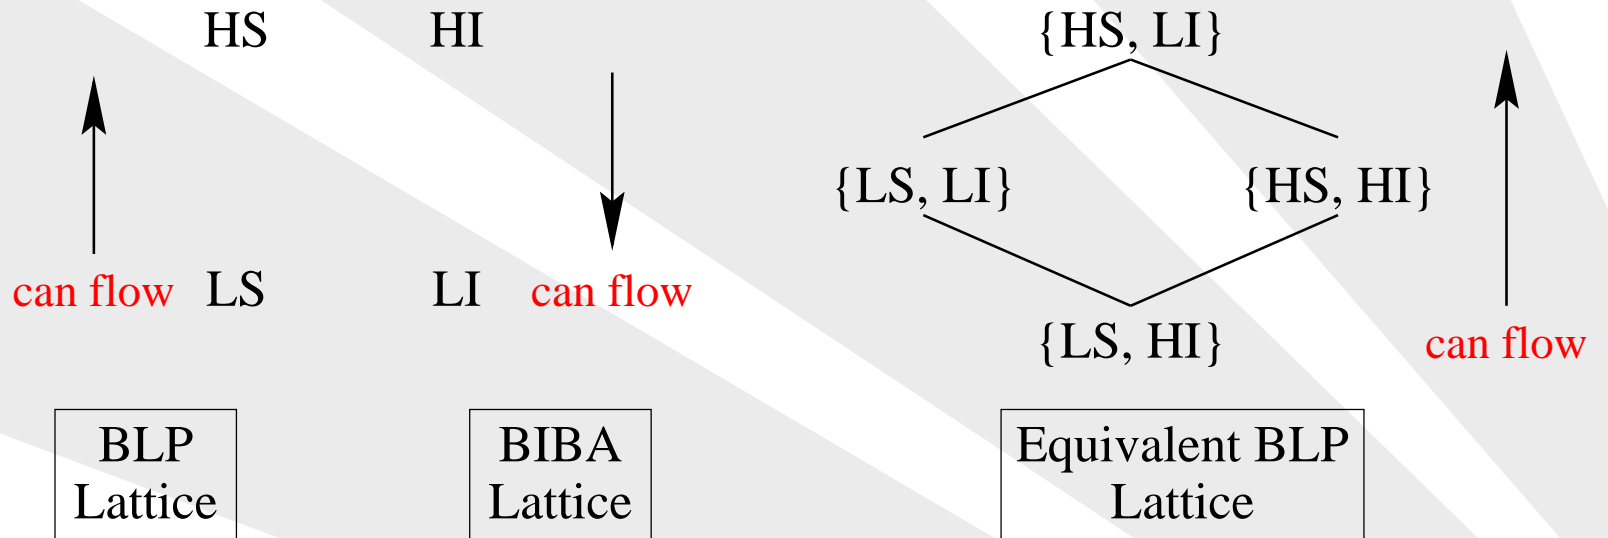 HS HI {HS, LI}
{LS, LI} {HS, HI}
can flow LS LI can flow
{LS, HI} can flow
BLP
Lattice
BIBA
Lattice
Equivalent BLP
Lattice